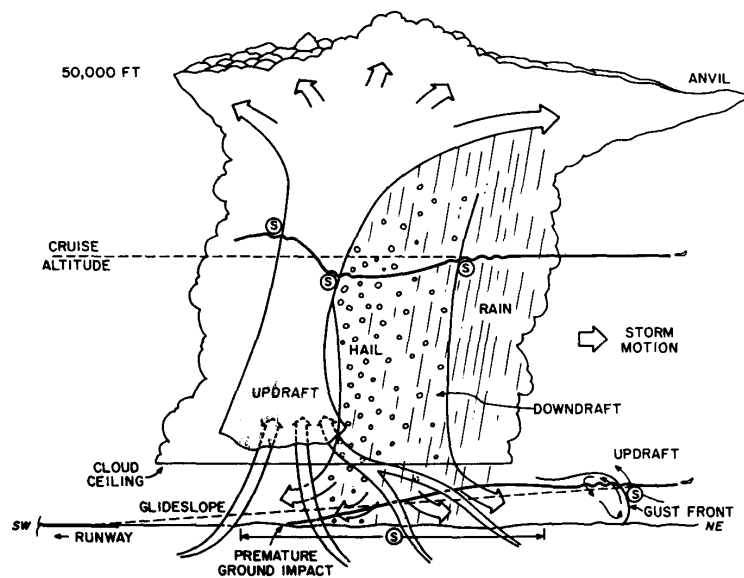 50,000 FT
ANVIL
S
CRUISE
ALTITUDE
S
S
RAIN
HAIL
STORM
MOTION
UPDRAFT
DOWNDRAFT
UPDRAFT
CLOUD
CEILING
S
GLIDESLOPE
GUST FRONT
SW
NE
RUNWAY
S
PREMATURE
GROUND IMPACT